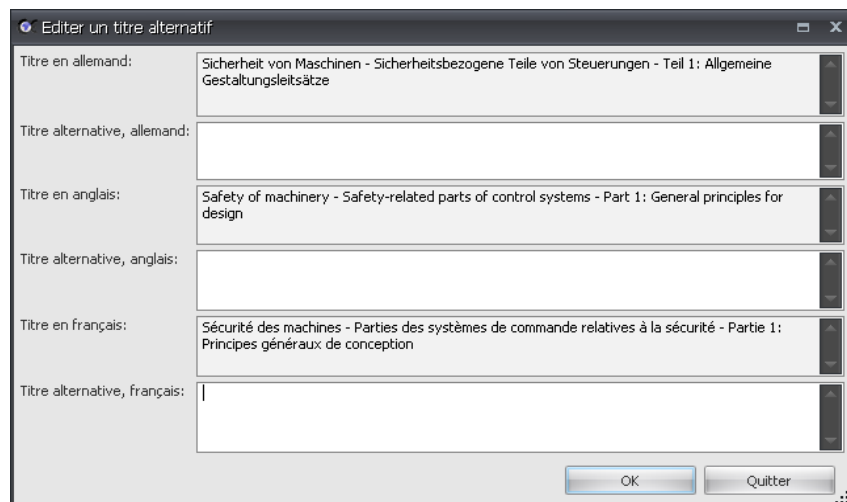 Editer un titre alternatif
Titre en allemand:
Sicherheit von Maschinen - Sicherheitsbezogene Teile von Steuerungen - Teil 1: Allgemeine
Gestaltungsleitsätze
Titre alternative, allemand:
Titre en anglais:
Safety of machinery - Safety-related parts of control systems - Part 1: General principles for
design
Titre alternative, anglais:
Titre en français:
Sécurité des machines - Parties des systèmes de commande relatives à la sécurité - Partie 1:
Principes généraux de conception
Titre alternative, français:
OK
Quitter